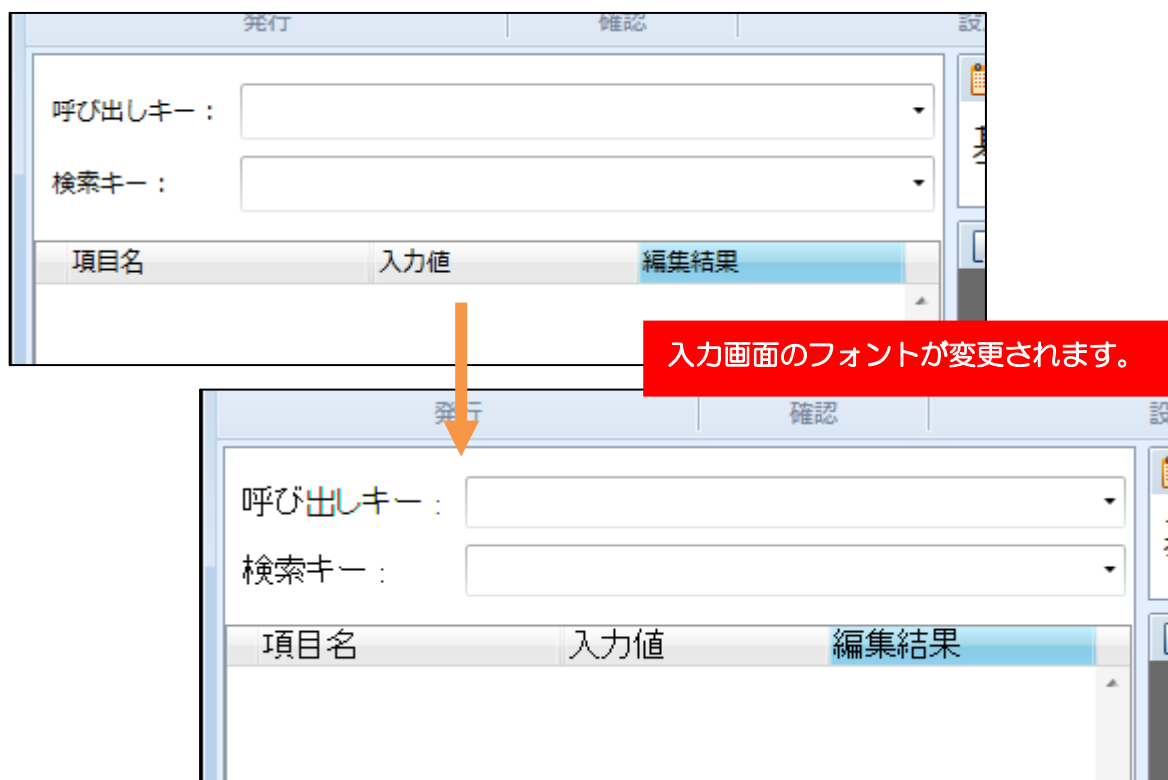 発行 確認 設
呼び出しキー：
検索キー：
項目名 入力値 編集結果
入力画面のフォントが変更されます。
発行 確認 設
呼び出しキー：
検索キー：
項目名 入力値 編集結果